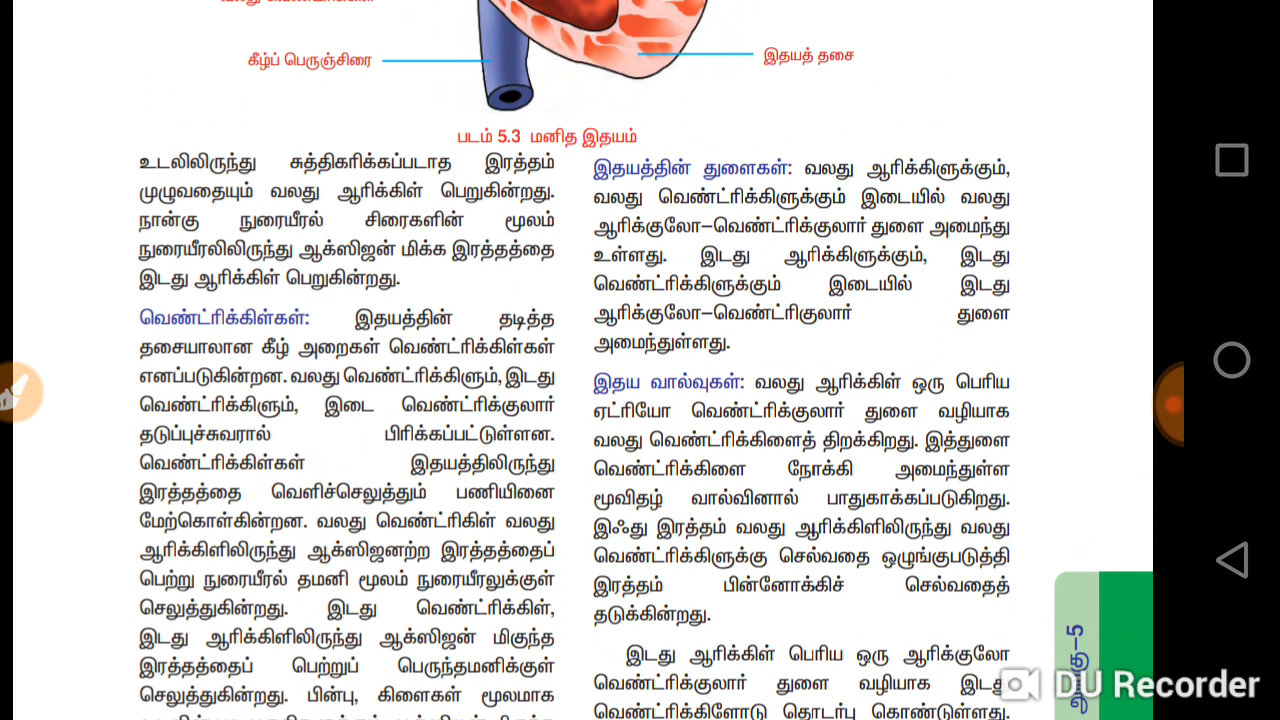 கீழ்ப் பெருஞ்சிரை
இதயத் தசை
படம் 5.3 மனித இதயம்
உடலிலிருந்து சுத்திகரிக்கப்படாத இரத்தம்
முழுவதையும் வலது ஆரிக்கிள் பெறுகின்றது.
நான்கு நுரையீரல் சிரைகளின் மூலம்
நுரையீரலிலிருந்து ஆக்ஸிஜன் மிக்க இரத்தத்தை
இடது ஆரிக்கிள் பெறுகின்றது.
வெண்ட்ரிக்கிள்கள்: இதயத்தின் தடித்த
தசையாலான கீழ் அறைகள் வெண்ட்ரிக்கிள்கள்
எனப்படுகின்றன. வலது வெண்ட்ரிக்கிளும், இடது
வெண்ட்ரிக்கிளும், இடை வெண்ட்ரிக்குலார்
தடுப்புச்சுவரால் பிரிக்கப்பட்டுள்ளன.
வெண்ட்ரிக்கிள்கள் இதயத்திலிருந்து
இரத்தத்தை வெளிச்செலுத்தும் பணியினை
மேற்கொள்கின்றன. வலது வெண்ட்ரிகிள் வலது
ஆரிக்கிளிலிருந்து ஆக்ஸிஜனற்ற இரத்தத்தைப்
பெற்று நுரையீரல் தமனி மூலம் நுரையீரலுக்குள்
செலுத்துகின்றது. இடது வெண்ட்ரிக்கிள்,
இடது ஆரிக்கிளிலிருந்து ஆக்ஸிஜன் மிகுந்த
இரத்தத்தைப் பெற்றுப் பெருந்தமனிக்குள்
செலுத்துகின்றது. பின்பு, கிளைகள் மூலமாக
இதயத்தின் துளைகள்: வலது ஆரிக்கிளுக்கும்,
வலது வெண்ட்ரிக்கிளுக்கும் இடையில் வலது
ஆரிக்குலோ–வெண்ட்ரிக்குலார் துளை அமைந்து
உள்ளது. இடது ஆரிக்கிளுக்கும், இடது
வெண்ட்ரிக்கிளுக்கும் இடையில் இடது
ஆரிக்குலோ–வெண்ட்ரிகுலார் துளை
அமைந்துள்ளது.
இதய வால்வுகள்: வலது ஆரிக்கிள் ஒரு பெரிய
ஏட்ரியோ வெண்ட்ரிக்குலார் துளை வழியாக
வலது வெண்ட்ரிக்கிளைத் திறக்கிறது. இத்துளை
வெண்ட்ரிக்கிளை நோக்கி அமைந்துள்ள
மூவிதழ் வால்வினால் பாதுகாக்கப்படுகிறது.
இஃது இரத்தம் வலது ஆரிக்கிளிலிருந்து வலது
வெண்ட்ரிக்கிளுக்கு செல்வதை ஒழுங்குபடுத்தி
இரத்தம் பின்னோக்கிச் செல்வதைத்
தடுக்கின்றது.
இடது ஆரிக்கிள் பெரிய ஒரு ஆரிக்குலோ
வெண்ட்ரிக்குலார் துளை வழியாக இடது
வெண்ட்ரிக்கிளோடு தொடர்பு கொண்டுள்ளது.
DU Recorder